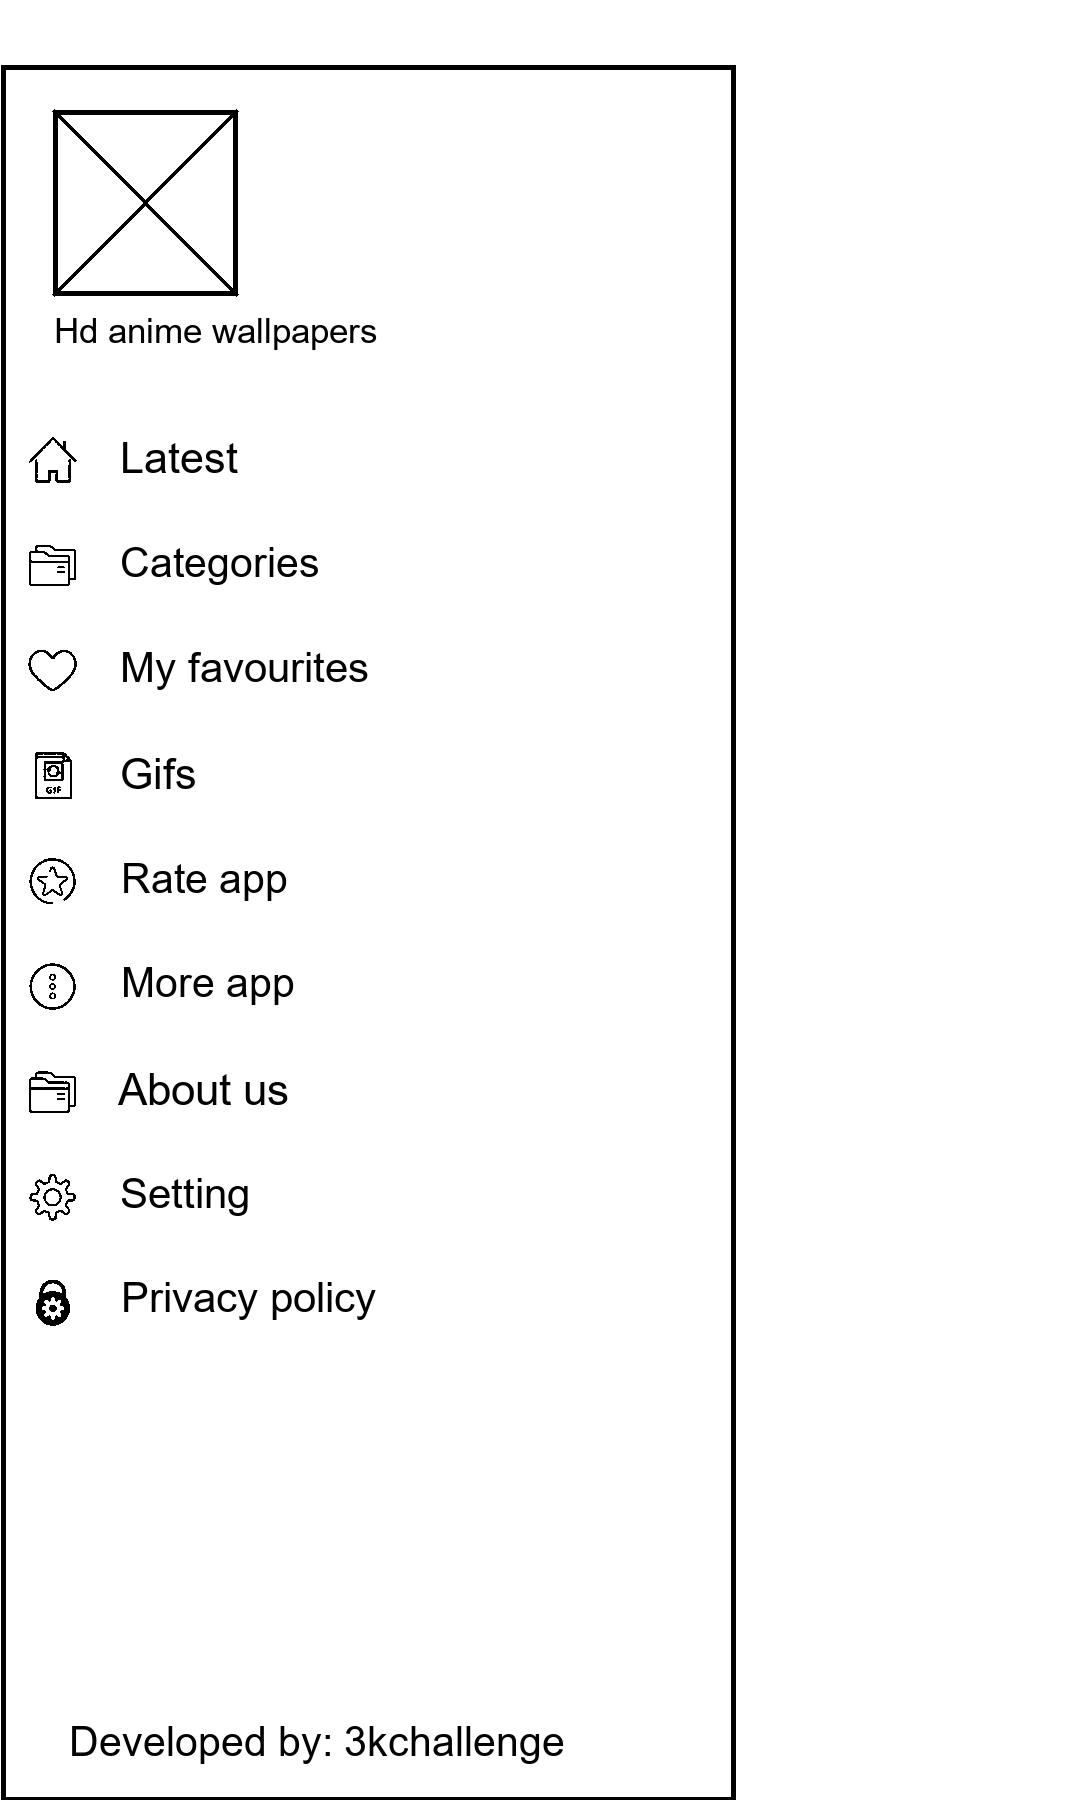 Hd anime wallpapers
Latest
Categories
My favourites
Gifs
GIF
Rate app
More app
About us
Setting
Privacy policy
Developed by: 3kchallenge